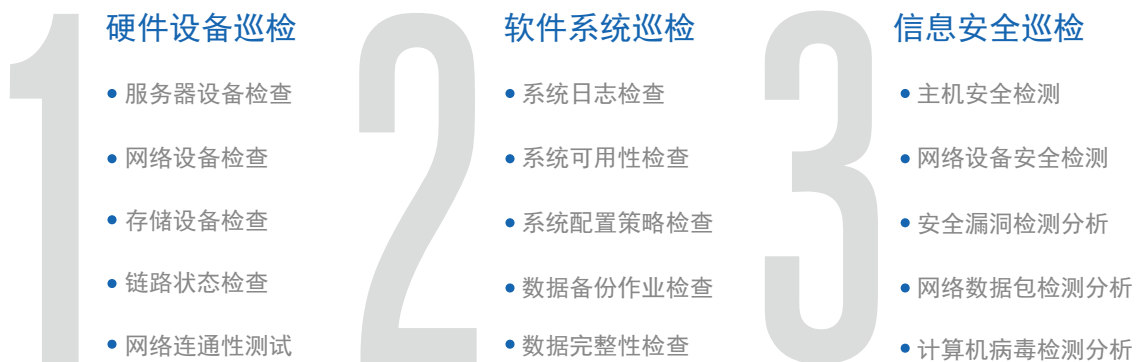 1
硬件设备巡检
服务器设备检查
网络设备检查
存储设备检查
链路状态检查
网络连通性测试
2
软件系统巡检
系统日志检查
系统可用性检查
系统配置策略检查
数据备份作业检查
数据完整性检查
3
信息安全巡检
主机安全检测
网络设备安全检测
安全漏洞检测分析
网络数据包检测分析
计算机病毒检测分析